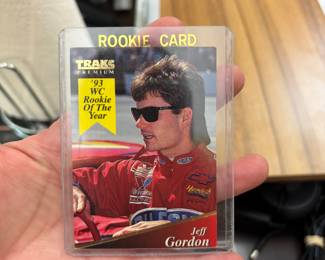 ROOKIE CARD
TRAKS
PREMIUM
'93
WC
Rookie
Of The
Year
Jeff
Gordon